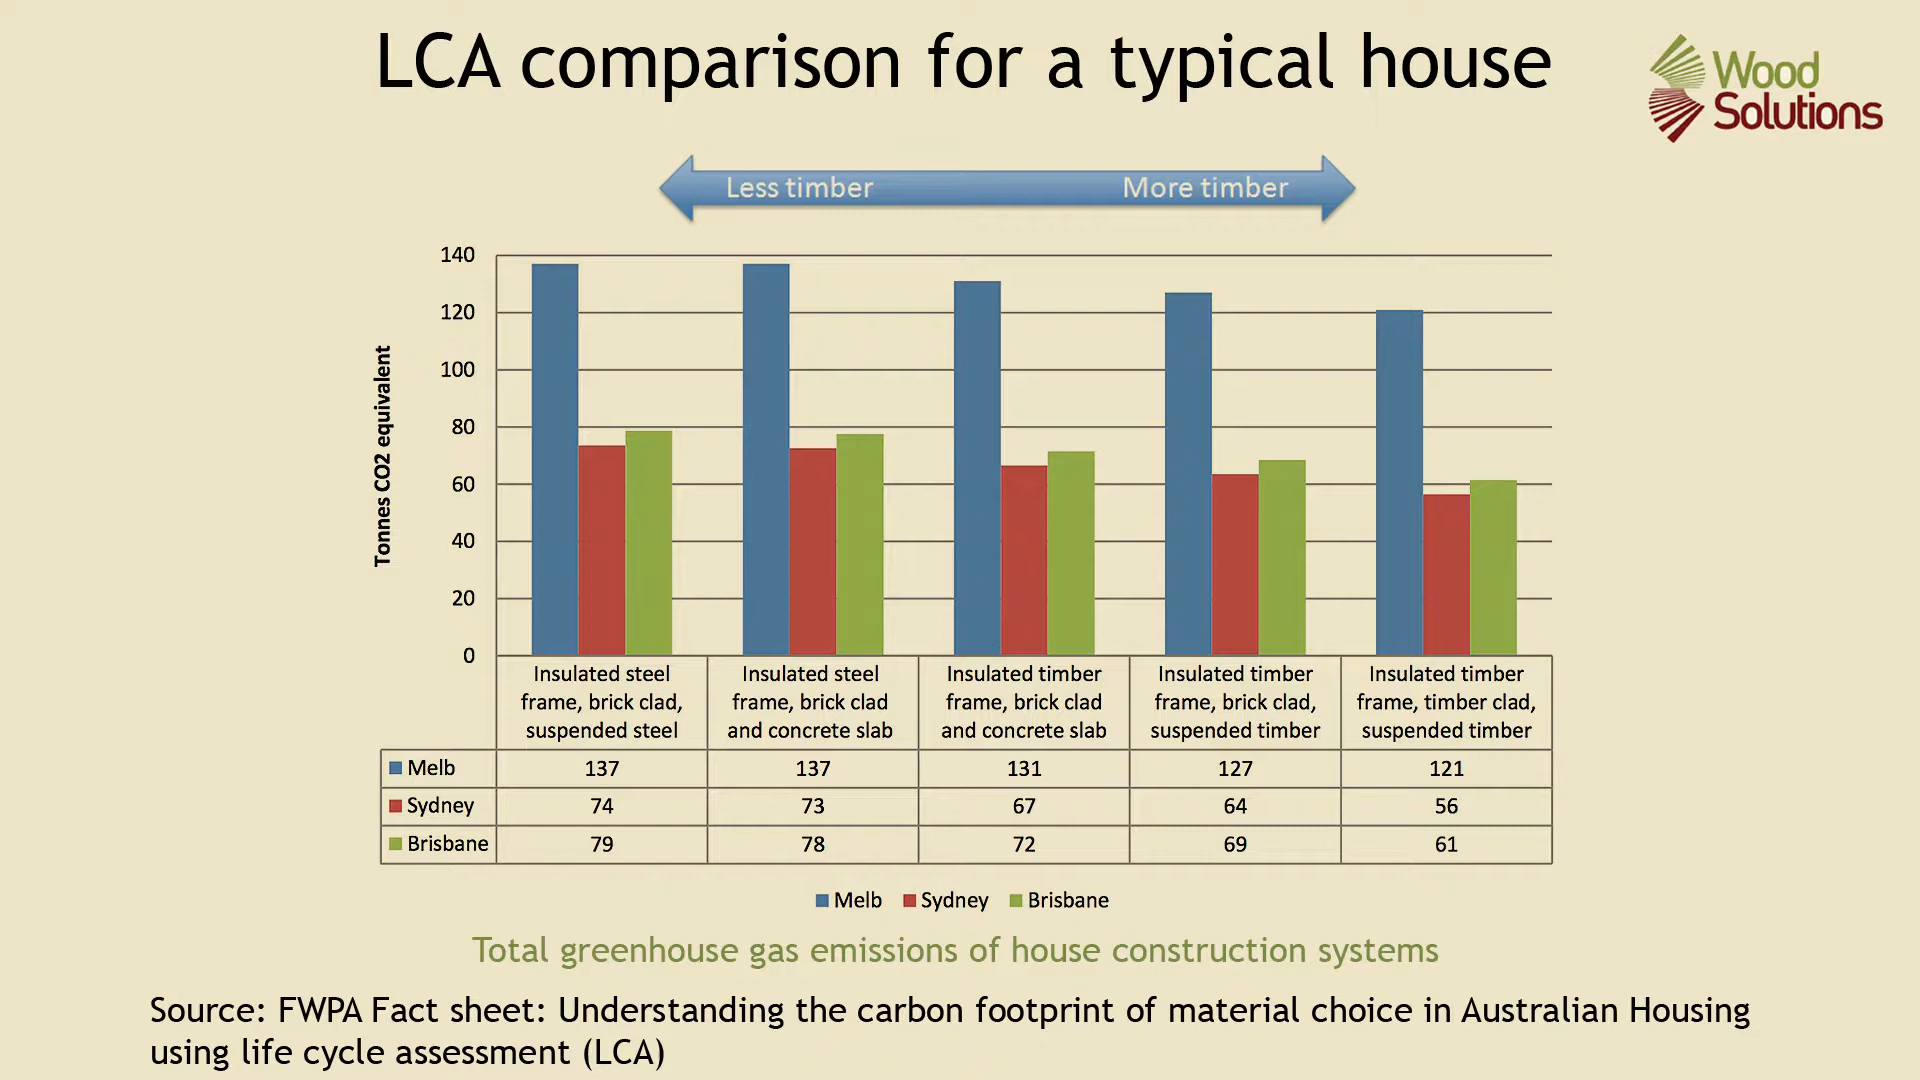 LCA comparison for a typical house
Wood
Solutions
Less timber More timber
140
120
100
80
60
40
20
0
Tonnes CO2 equivalent
Insulated steel frame, brick clad, suspended steel
Insulated steel frame, brick clad and concrete slab
Insulated timber frame, brick clad and concrete slab
Insulated timber frame, brick clad, suspended timber
Insulated timber frame, timber clad, suspended timber
Melb 137 137 131 127 121
Sydney 74 73 67 64 56
Brisbane 79 78 72 69 61
Melb Sydney Brisbane
Total greenhouse gas emissions of house construction systems
Source: FWPA Fact sheet: Understanding the carbon footprint of material choice in Australian Housing
using life cycle assessment (LCA)